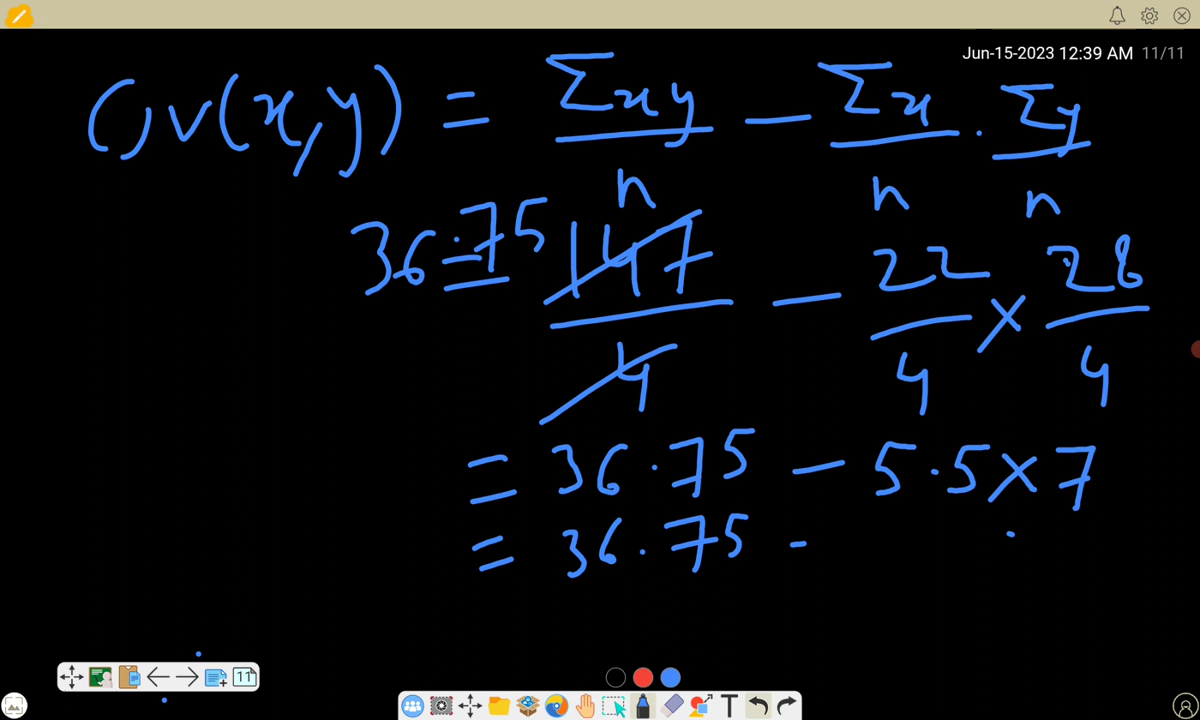 Jun-15-2023 12:39 AM 11/11
Cov(x,y) = Σxy/n − Σx/n · Σy/n
36.75 147/4 − 22/4 × 28/4
= 36.75 − 5.5 × 7
= 36.75 -
11